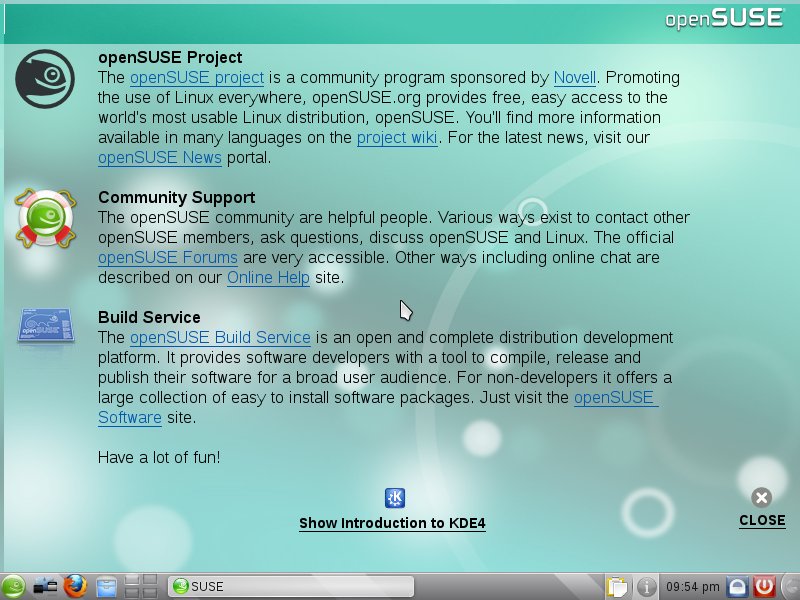 openSUSE
openSUSE Project
The openSUSE project is a community program sponsored by Novell. Promoting
the use of Linux everywhere, openSUSE.org provides free, easy access to the
world's most usable Linux distribution, openSUSE. You'll find more information
available in many languages on the project wiki. For the latest news, visit our
openSUSE News portal.
Community Support
The openSUSE community are helpful people. Various ways exist to contact other
openSUSE members, ask questions, discuss openSUSE and Linux. The official
openSUSE Forums are very accessible. Other ways including online chat are
described on our Online Help site.
openSUSE
Build Service
The openSUSE Build Service is an open and complete distribution development
platform. It provides software developers with a tool to compile, release and
publish their software for a broad user audience. For non-developers it offers a
large collection of easy to install software packages. Just visit the openSUSE
Software site.
Have a lot of fun!
Show Introduction to KDE4
CLOSE
SUSE
09:54 pm